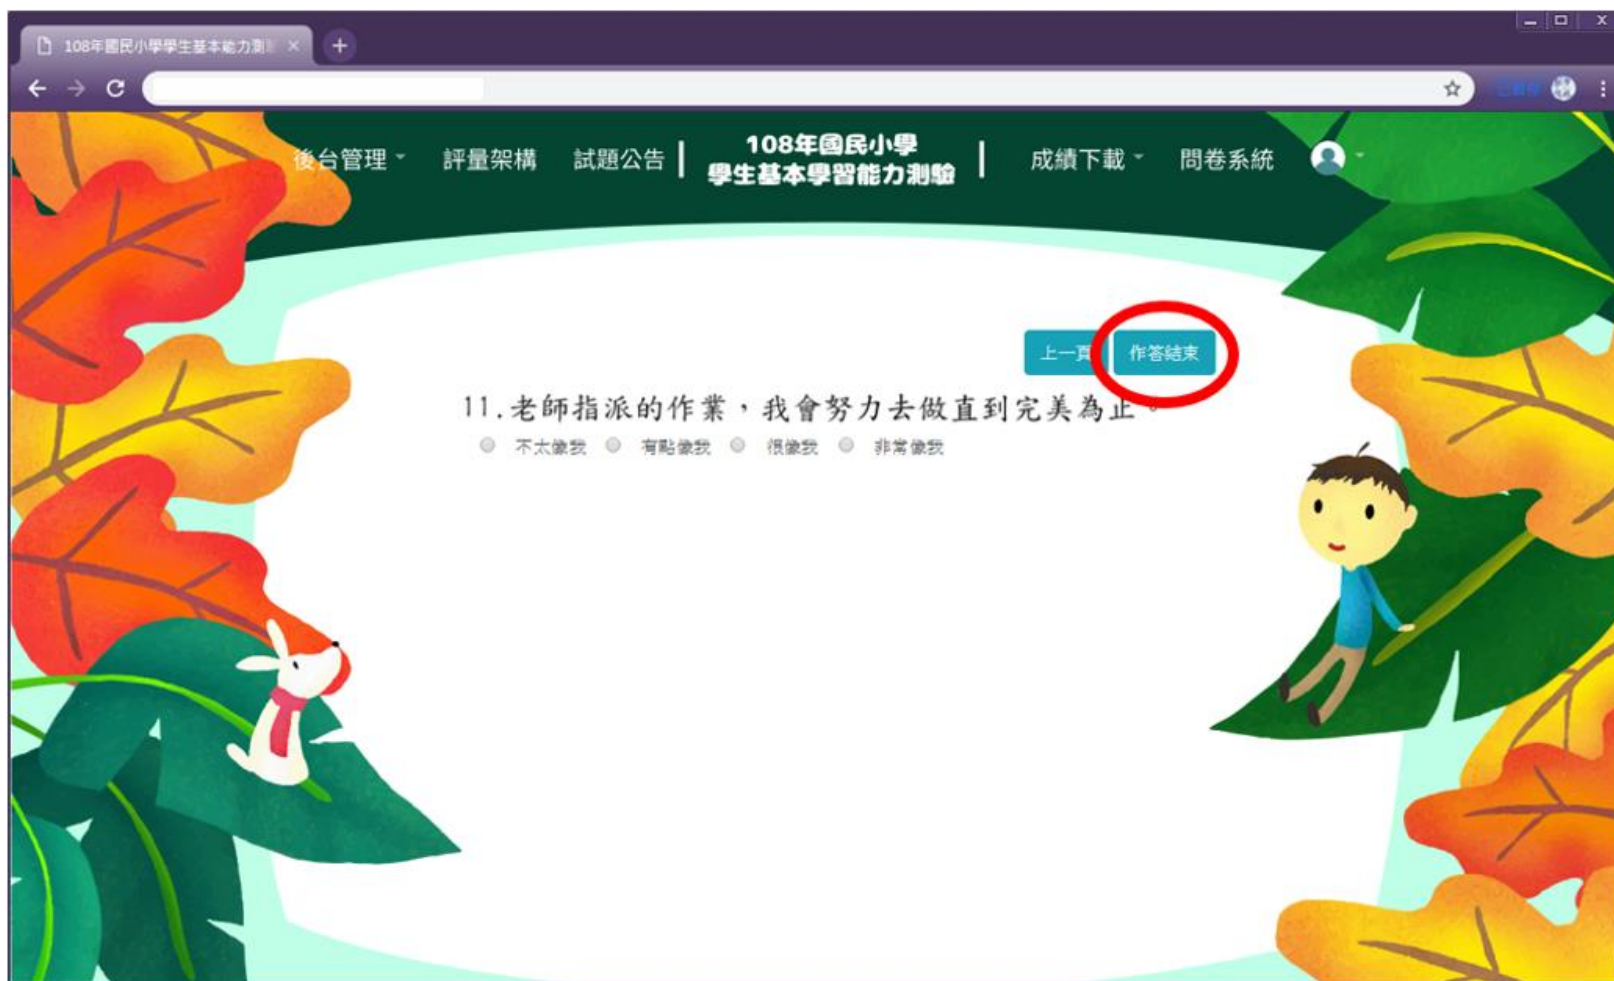 108年國民小學學生基本能力測
後台管理 評量架構 試題公告 108年國民小學 成績下載 問卷系統
學生基本學習能力測驗
上一頁 作答結束
11.老師指派的作業，我會努力去做直到完美為止。
不太像我 有點像我 很像我 非常像我